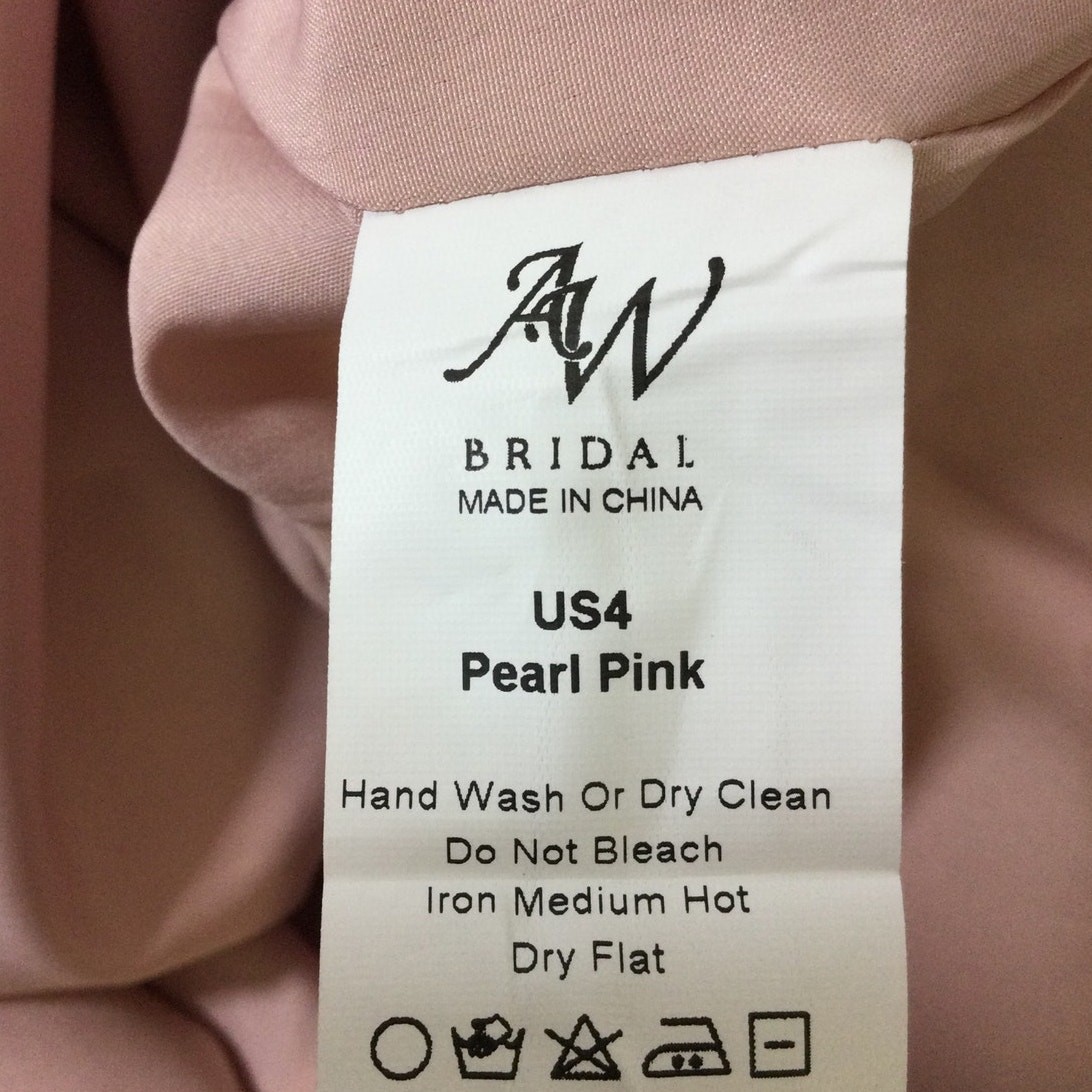 AW
BRIDAL
MADE IN CHINA
US4
Pearl Pink
Hand Wash Or Dry Clean
Do Not Bleach
Iron Medium Hot
Dry Flat